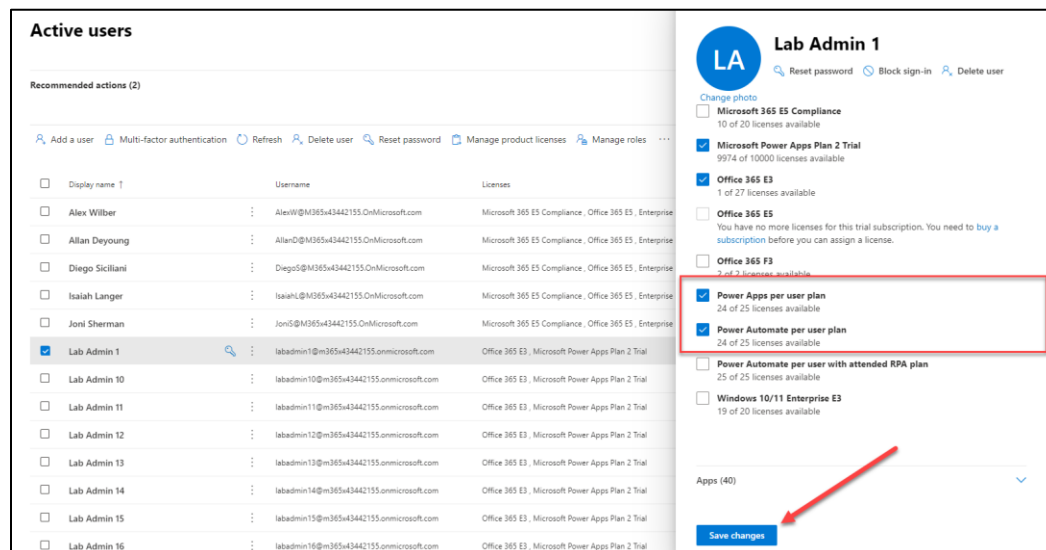 Active users
Recommended actions (2)
Add a user Multi-factor authentication Refresh Delete user Reset password Manage product licenses Manage roles ...
Display name ↑ Username Licenses
Alex Wilber AlexW@M365x43442155.OnMicrosoft.com Microsoft 365 E5 Compliance , Office 365 E5 , Enterprise
Allan Deyoung AllanD@M365x43442155.OnMicrosoft.com Microsoft 365 E5 Compliance , Office 365 E5 , Enterprise
Diego Siciliani DiegoS@M365x43442155.OnMicrosoft.com Microsoft 365 E5 Compliance , Office 365 E5 , Enterprise
Isaiah Langer IsaiahL@M365x43442155.OnMicrosoft.com Microsoft 365 E5 Compliance , Office 365 E5 , Enterprise
Joni Sherman JoniS@M365x43442155.OnMicrosoft.com Microsoft 365 E5 Compliance , Office 365 E5 , Enterprise
Lab Admin 1 labadmin1@m365x43442155.onmicrosoft.com Office 365 E3 , Microsoft Power Apps Plan 2 Trial
Lab Admin 10 labadmin10@m365x43442155.onmicrosoft.com Office 365 E3 , Microsoft Power Apps Plan 2 Trial
Lab Admin 11 labadmin11@m365x43442155.onmicrosoft.com Office 365 E3 , Microsoft Power Apps Plan 2 Trial
Lab Admin 12 labadmin12@m365x43442155.onmicrosoft.com Office 365 E3 , Microsoft Power Apps Plan 2 Trial
Lab Admin 13 labadmin13@m365x43442155.onmicrosoft.com Office 365 E3 , Microsoft Power Apps Plan 2 Trial
Lab Admin 14 labadmin14@m365x43442155.onmicrosoft.com Office 365 E3 , Microsoft Power Apps Plan 2 Trial
Lab Admin 15 labadmin15@m365x43442155.onmicrosoft.com Office 365 E3 , Microsoft Power Apps Plan 2 Trial
Lab Admin 16 labadmin16@m365x43442155.onmicrosoft.com Office 365 E3 , Microsoft Power Apps Plan 2 Trial
LA
Lab Admin 1
Reset password Block sign-in Delete user
Change photo
Microsoft 365 E5 Compliance
10 of 20 licenses available
Microsoft Power Apps Plan 2 Trial
9974 of 10000 licenses available
Office 365 E3
1 of 27 licenses available
Office 365 E5
You have no more licenses for this trial subscription. You need to buy a
subscription before you can assign a license.
Office 365 F3
2 of 2 licenses available
Power Apps per user plan
24 of 25 licenses available
Power Automate per user plan
24 of 25 licenses available
Power Automate per user with attended RPA plan
25 of 25 licenses available
Windows 10/11 Enterprise E3
19 of 20 licenses available
Apps (40)
Save changes